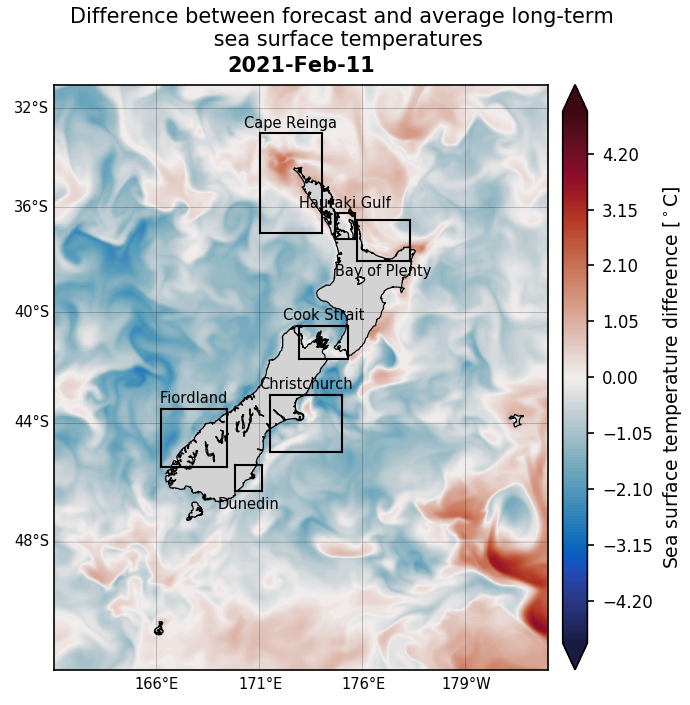 Difference between forecast and average long-term
sea surface temperatures
2021-Feb-11
32°S
36°S
40°S
44°S
48°S
Cape Reinga
Hauraki Gulf
Bay of Plenty
Cook Strait
Christchurch
Fiordland
Dunedin
166°E
171°E
176°E
179°W
4.20
3.15
2.10
1.05
0.00
−1.05
−2.10
−3.15
−4.20
Sea surface temperature difference [ °C]